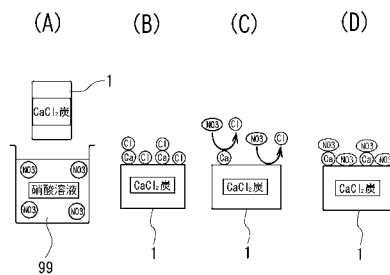 (A) (B) (C) (D)
1
CaCl₂炭
NO3 NO3
硝酸溶液
NO3 NO3
99
Cl Cl
Ca Cl Ca Cl
CaCl₂炭
1
NO3 Cl
NO3 Cl
Ca
CaCl₂炭
1
NO3 NO3
Ca NO3 Ca NO3
CaCl₂炭
1